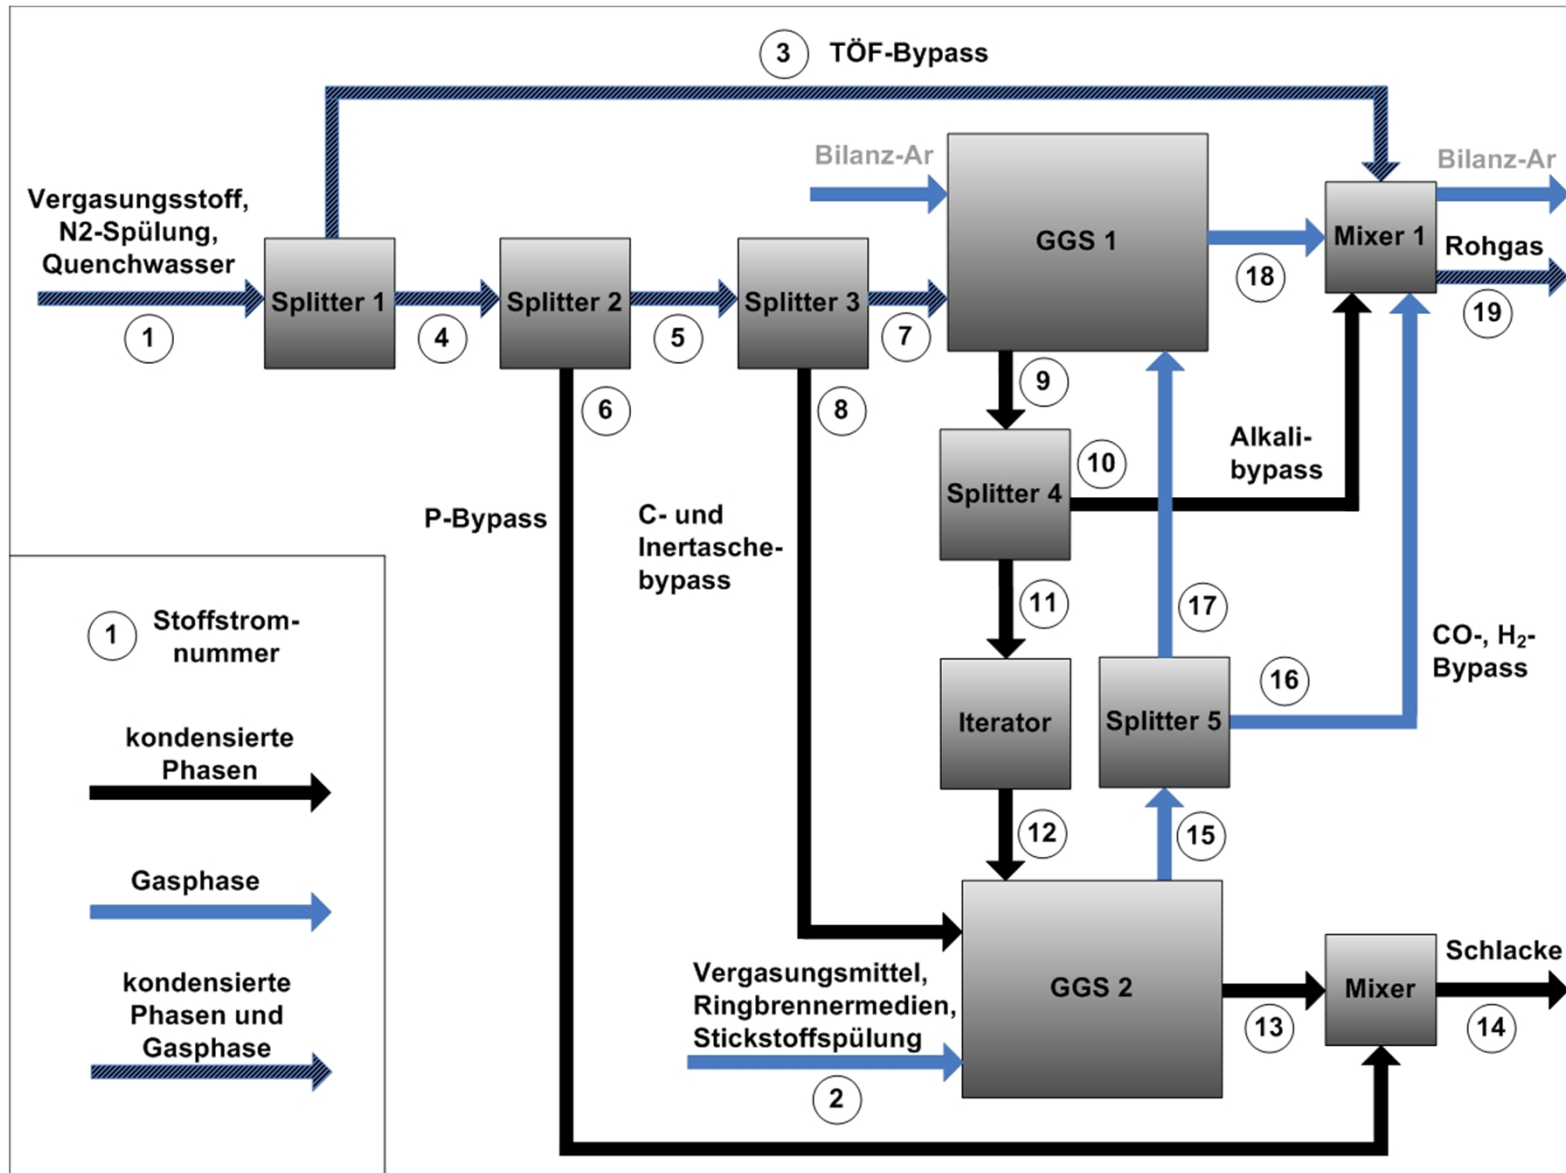 3
TÖF-Bypass
Bilanz-Ar
Bilanz-Ar
Vergasungsstoff,
N2-Spülung,
Quenchwasser
1
Splitter 1
4
Splitter 2
5
Splitter 3
7
GGS 1
18
Mixer 1
Rohgas
19
6
8
9
P-Bypass
C- und
Inertasche-
bypass
Splitter 4
10
Alkali-
bypass
11
17
Iterator
Splitter 5
16
CO-, H₂-
Bypass
12
15
Vergasungsmittel,
Ringbrennermedien,
Stickstoffspülung
2
GGS 2
13
Mixer
Schlacke
14
1
Stoffstrom-
nummer
kondensierte
Phasen
Gasphase
kondensierte
Phasen und
Gasphase